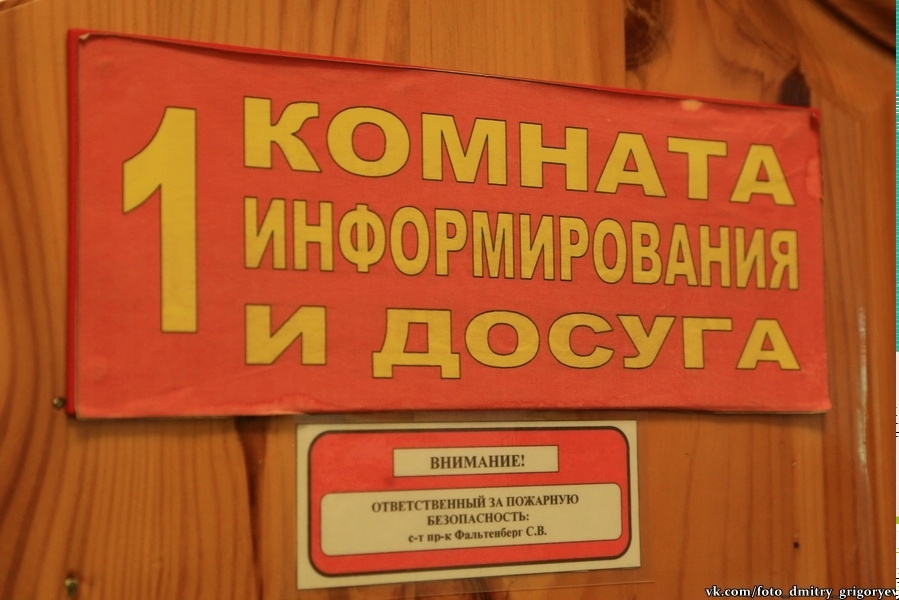 1 КОМНАТА
ИНФОРМИРОВАНИЯ
И ДОСУГА
ВНИМАНИЕ!
ОТВЕТСТВЕННЫЙ ЗА ПОЖАРНУЮ
БЕЗОПАСНОСТЬ:
с-т пр-к Фальтенберг С.В.
vk.com/foto_dmitry_grigoryev